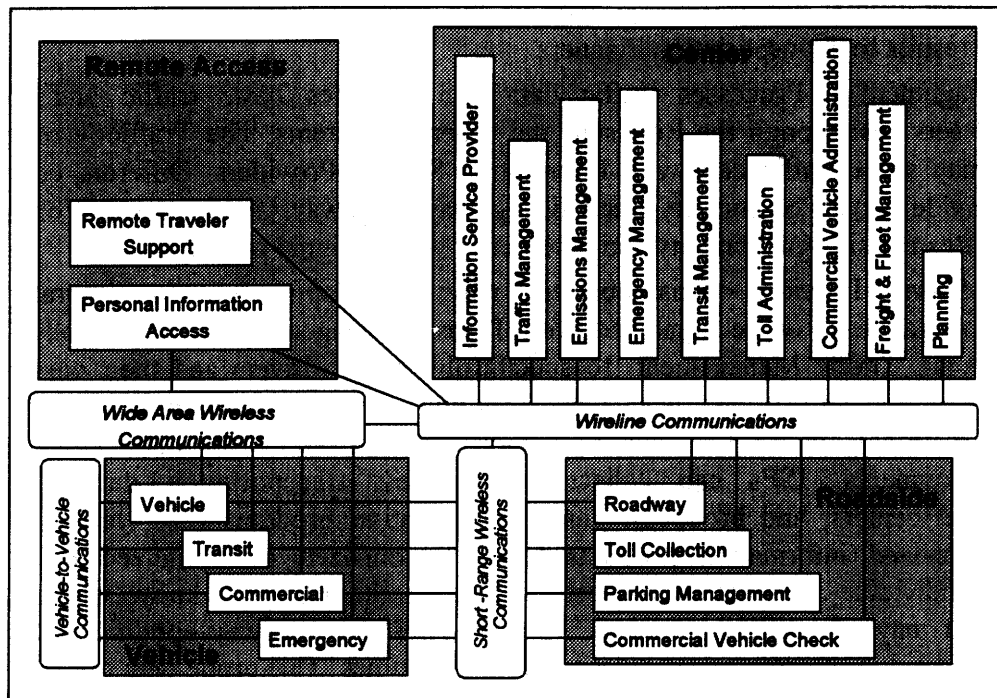 Remote Access
Remote Traveler
Support
Personal Information
Access
Center
Information Service Provider
Traffic Management
Emissions Management
Emergency Management
Transit Management
Toll Administration
Commercial Vehicle Administration
Freight & Fleet Management
Planning
Wide Area Wireless
Communications
Wireline Communications
Vehicle-to-Vehicle
Communications
Vehicle
Transit
Commercial
Emergency
Vehicle
Short -Range Wireless
Communications
Roadside
Roadway
Toll Collection
Parking Management
Commercial Vehicle Check